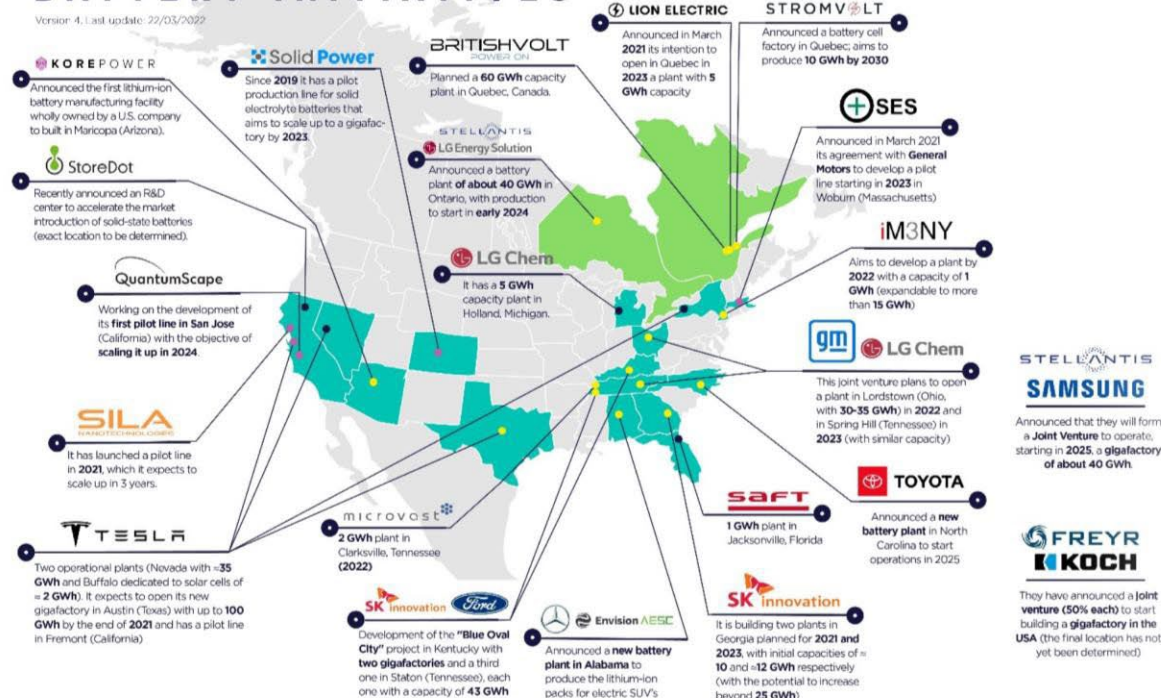 Version 4. Last update: 22/03/2022
KOREPOWER
Announced the first lithium-ion
battery manufacturing facility
wholly owned by a U.S. company
to built in Maricopa (Arizona).
StoreDot
Recently announced an R&D
center to accelerate the market
introduction of solid-state batteries
(exact location to be determined).
QuantumScape
Working on the development of
its first pilot line in San Jose
(California) with the objective of
scaling it up in 2024.
SILA
NANOTECHNOLOGIES
It has launched a pilot line
in 2021, which it expects to
scale up in 3 years.
TESLA
Two operational plants (Nevada with ≈35
GWh and Buffalo dedicated to solar cells of
≈ 2 GWh). It expects to open its new
gigafactory in Austin (Texas) with up to 100
GWh by the end of 2021 and has a pilot line
in Fremont (California)
Solid Power
Since 2019 it has a pilot
production line for solid
electrolyte batteries that
aims to scale up to a gigafac-
tory by 2023.
BRITISHVOLT
POWER ON
Planned a 60 GWh capacity
plant in Quebec, Canada.
STELLANTIS
LG Energy Solution
Announced a battery
plant of about 40 GWh in
Ontario, with production
to start in early 2024
LG Chem
It has a 5 GWh
capacity plant in
Holland, Michigan.
LION ELECTRIC
Announced in March
2021 its intention to
open in Quebec in
2023 a plant with 5
GWh capacity
STROMVOLT
Announced a battery cell
factory in Quebec; aims to
produce 10 GWh by 2030
SES
Announced in March 2021
its agreement with General
Motors to develop a pilot
line starting in 2023 in
Woburn (Massachusetts)
iM3NY
Aims to develop a plant by
2022 with a capacity of 1
GWh (expandable to more
than 15 GWh)
gm LG Chem
This joint venture plans to open
a plant in Lordstown (Ohio,
with 30-35 GWh) in 2022 and
in Spring Hill (Tennessee) in
2023 (with similar capacity)
TOYOTA
Announced a new
battery plant in North
Carolina to start
operations in 2025
saft
1 GWh plant in
Jacksonville, Florida
microvast
2 GWh plant in
Clarksville, Tennessee
(2022)
SK innovation Ford
Development of the "Blue Oval
City" project in Kentucky with
two gigafactories and a third
one in Staton (Tennessee), each
one with a capacity of 43 GWh
Envision AESC
Announced a new battery
plant in Alabama to
produce the lithium-ion
packs for electric SUV's
SK innovation
It is building two plants in
Georgia planned for 2021 and
2023, with initial capacities of ≈
10 and ≈12 GWh respectively
(with the potential to increase
beyond 25 GWh)
STELLANTIS
SAMSUNG
Announced that they will form
a Joint Venture to operate,
starting in 2025, a gigafactory
of about 40 GWh.
FREYR
KOCH
They have announced a joint
venture (50% each) to start
building a gigafactory in the
USA (the final location has not
yet been determined)